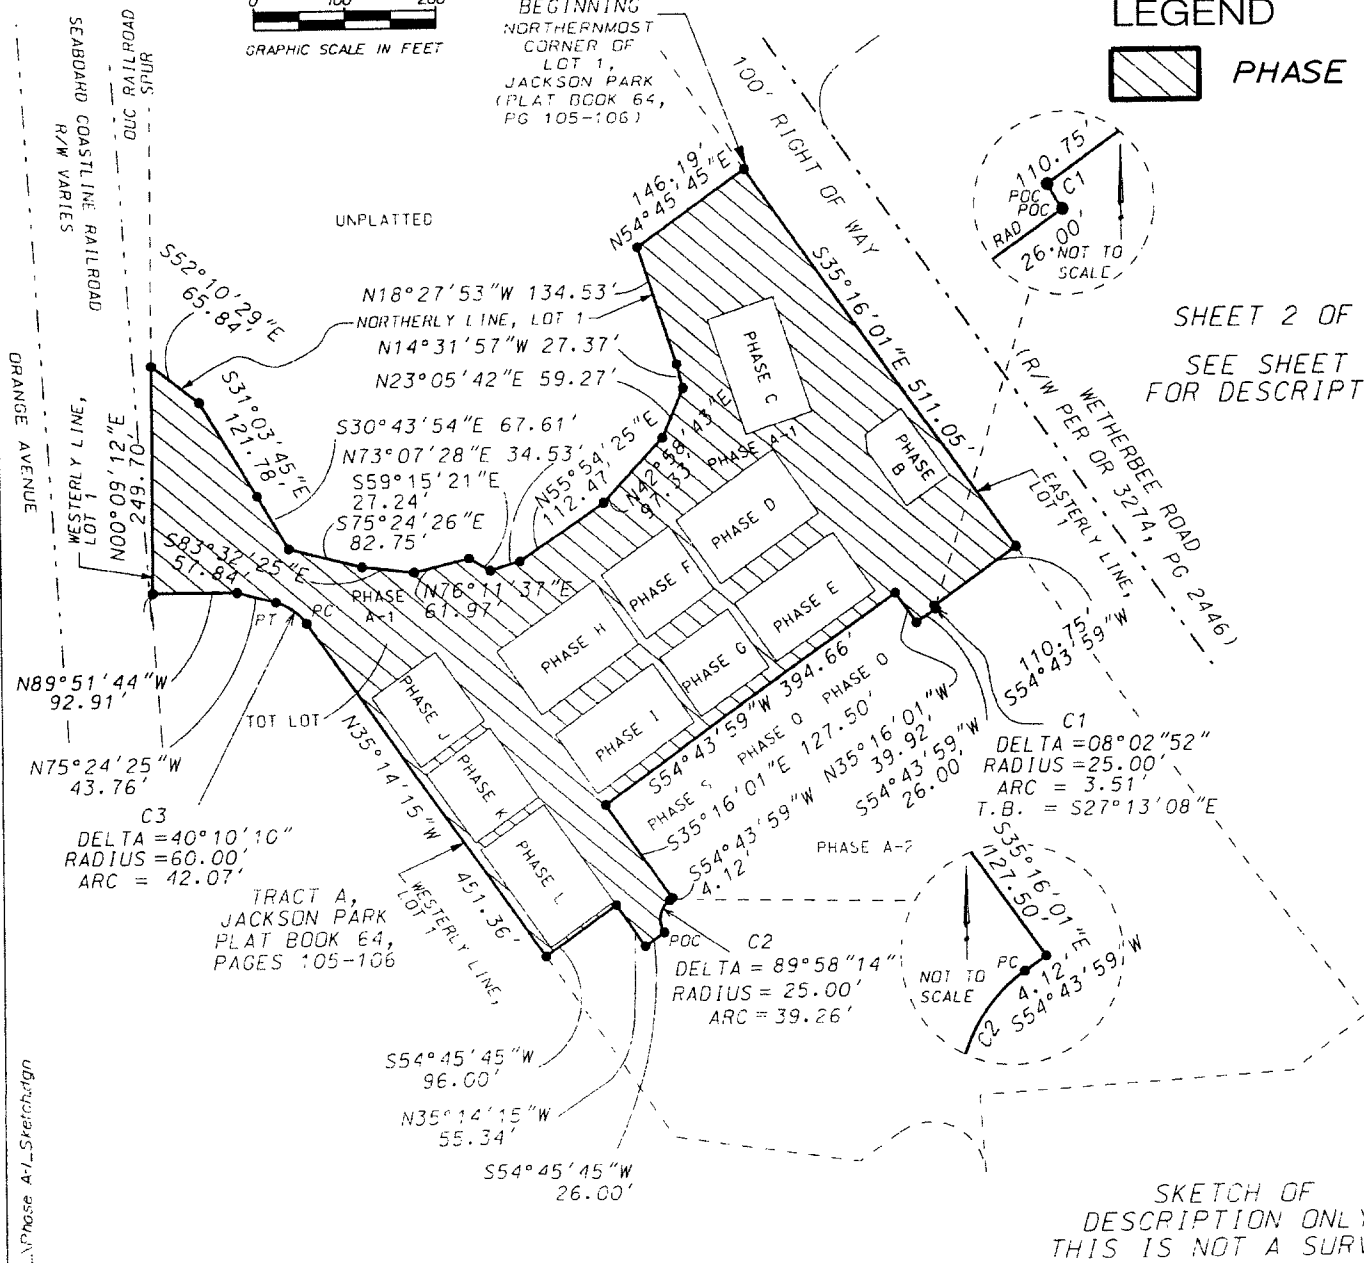 0 100 200
GRAPHIC SCALE IN FEET
BEGINNING
NORTHERNMOST
CORNER OF
LOT 1,
JACKSON PARK
(PLAT BOOK 64,
PG 105-106)
LEGEND
PHASE
SEABOARD COASTLINE RAILROAD
R/W VARIES
OUC RAILROAD
SPUR
ORANGE AVENUE
UNPLATTED
100' RIGHT OF WAY
110.75'
POC
C1
POC
RAD
26.00'
NOT TO
SCALE
SHEET 2 OF
SEE SHEET
FOR DESCRIPT
146.19'
N54°45'45"E
S52°10'29"E
65.84'
N18°27'53"W 134.53'
NORTHERLY LINE, LOT 1
N14°31'57"W 27.37'
N23°05'42"E 59.27'
S35°16'01"E 511.05'
S31°03'45"E
121.78'
S30°43'54"E 67.61'
N73°07'28"E 34.53'
S59°15'21"E
27.24'
S75°24'26"E
82.75'
N55°54'25"E
112.47'
N42°58'43"E
97.33'
PHASE A-1
PHASE C
PHASE B
PHASE D
PHASE E
PHASE F
PHASE G
PHASE H
PHASE I
PHASE J
PHASE K
PHASE L
WESTERLY LINE,
LOT 1
N00°09'12"E
249.70'
S83°32'25"E
57.84'
N76°11'37"E
61.97'
PHASE
A-1
PT
PC
EASTERLY LINE,
LOT 1
WETHERBEE ROAD
(R/W PER OR 3274, PG 2446)
N89°51'44"W
92.91'
TOT LOT
N75°24'25"W
43.76'
C3
DELTA =40°10'10"
RADIUS =60.00'
ARC = 42.07'
N35°14'15"W
451.36'
WESTERLY LINE,
LOT 1
TRACT A,
JACKSON PARK
PLAT BOOK 64,
PAGES 105-106
S54°43'59"W 394.66'
PHASE S PHASE Q PHASE O
S35°16'01"E 127.50'
N35°16'01"W
39.92'
S54°43'59"W
26.00'
S54°43'59"W
4.12'
110.75'
S54°43'59"W
C1
DELTA =08°02"52"
RADIUS =25.00'
ARC = 3.51'
T.B. = S27°13'08"E
PHASE A-2
POC
C2
DELTA = 89°58"14"
RADIUS = 25.00'
ARC = 39.26'
S35°16'01"E
127.50'
PC
4.12'
S54°43'59"W
C2
NOT TO
SCALE
S54°45'45"W
96.00'
N35°14'15"W
55.34'
S54°45'45"W
26.00'
...\Phase A-1_Sketch.dgn
SKETCH OF
DESCRIPTION ONLY
THIS IS NOT A SURV